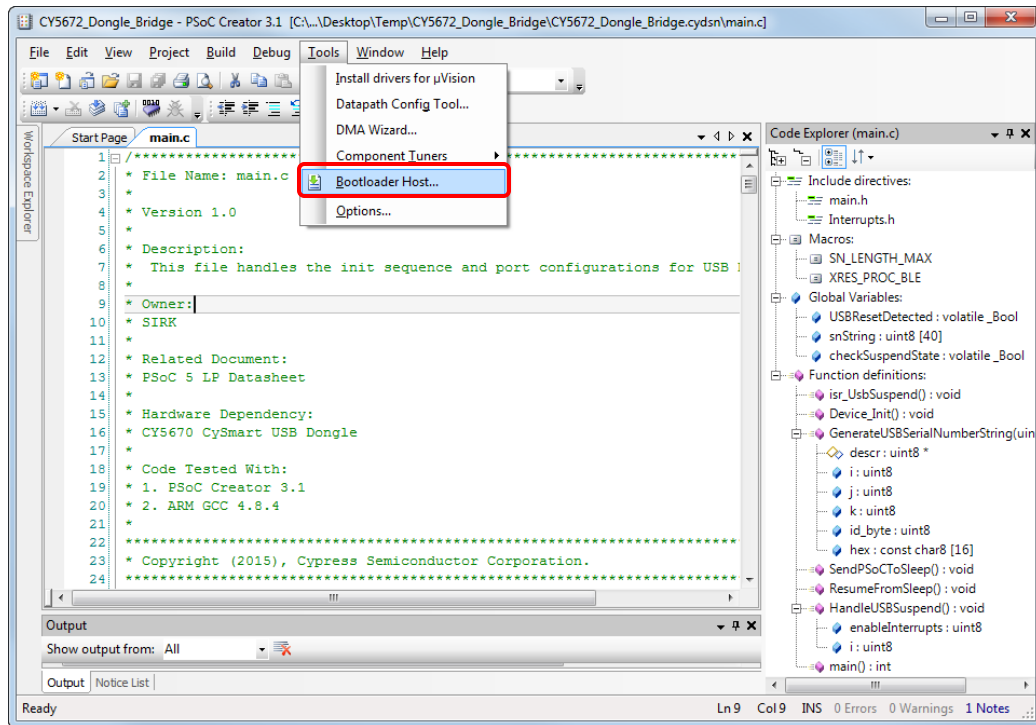 CY5672_Dongle_Bridge - PSoC Creator 3.1 [C:\...\Desktop\Temp\CY5672_Dongle_Bridge\CY5672_Dongle_Bridge.cydsn\main.c]
File Edit View Project Build Debug Tools Window Help
Install drivers for µVision
Datapath Config Tool...
DMA Wizard...
Component Tuners
Bootloader Host...
Options...
Workspace Explorer
Start Page main.c
1 /******************************************************************************
2 * File Name: main.c
3 *
4 * Version 1.0
5 *
6 * Description:
7 *  This file handles the init sequence and port configurations for USB
8 *
9 * Owner:
10 * SIRK
11 *
12 * Related Document:
13 * PSoC 5 LP Datasheet
14 *
15 * Hardware Dependency:
16 * CY5670 CySmart USB Dongle
17 *
18 * Code Tested With:
19 * 1. PSoC Creator 3.1
20 * 2. ARM GCC 4.8.4
21 *
22 ******************************************************************************
23 * Copyright (2015), Cypress Semiconductor Corporation.
24 ******************************************************************************
Code Explorer (main.c)
Include directives:
main.h
Interrupts.h
Macros:
SN_LENGTH_MAX
XRES_PROC_BLE
Global Variables:
USBResetDetected : volatile _Bool
snString : uint8 [40]
checkSuspendState : volatile _Bool
Function definitions:
isr_UsbSuspend() : void
Device_Init() : void
GenerateUSBSerialNumberString(uin
descr : uint8 *
i : uint8
j : uint8
k : uint8
id_byte : uint8
hex : const char8 [16]
SendPSoCToSleep() : void
ResumeFromSleep() : void
HandleUSBSuspend() : void
enableInterrupts : uint8
i : uint8
main() : int
Output
Show output from: All
Output Notice List
Ready Ln 9 Col 9 INS 0 Errors 0 Warnings 1 Notes